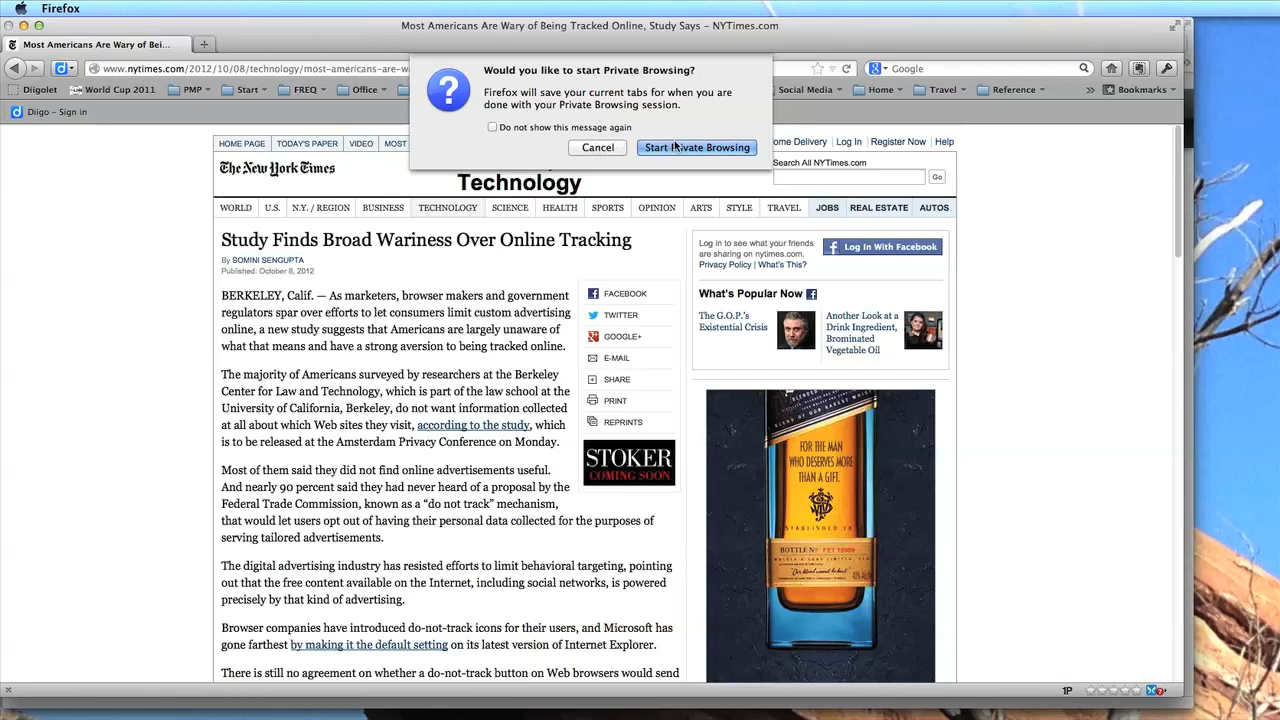 Firefox
Most Americans Are Wary of Being Tracked Online, Study Says - NYTimes.com
Most Americans Are Wary of Bei...
www.nytimes.com/2012/10/08/technology/most-americans-are-wa
Google
Diigolet
World Cup 2011
PMP
Start
FREQ
Office
Social Media
Home
Travel
Reference
Bookmarks
Diigo - Sign in
Would you like to start Private Browsing?
Firefox will save your current tabs for when you are
done with your Private Browsing session.
Do not show this message again
Cancel
Start Private Browsing
HOME PAGE
TODAY'S PAPER
VIDEO
MOST
ome Delivery
Log In
Register Now
Help
The New York Times
Technology
Search All NYTimes.com
Go
WORLD
U.S.
N.Y. / REGION
BUSINESS
TECHNOLOGY
SCIENCE
HEALTH
SPORTS
OPINION
ARTS
STYLE
TRAVEL
JOBS
REAL ESTATE
AUTOS
Study Finds Broad Wariness Over Online Tracking
By SOMINI SENGUPTA
Published: October 8, 2012
BERKELEY, Calif. — As marketers, browser makers and government
regulators spar over efforts to let consumers limit custom advertising
online, a new study suggests that Americans are largely unaware of
what that means and have a strong aversion to being tracked online.
The majority of Americans surveyed by researchers at the Berkeley
Center for Law and Technology, which is part of the law school at the
University of California, Berkeley, do not want information collected
at all about which Web sites they visit, according to the study, which
is to be released at the Amsterdam Privacy Conference on Monday.
Most of them said they did not find online advertisements useful.
And nearly 90 percent said they had never heard of a proposal by the
Federal Trade Commission, known as a “do not track” mechanism,
that would let users opt out of having their personal data collected for the purposes of
serving tailored advertisements.
The digital advertising industry has resisted efforts to limit behavioral targeting, pointing
out that the free content available on the Internet, including social networks, is powered
precisely by that kind of advertising.
Browser companies have introduced do-not-track icons for their users, and Microsoft has
gone farthest by making it the default setting on its latest version of Internet Explorer.
There is still no agreement on whether a do-not-track button on Web browsers would send
FACEBOOK
TWITTER
GOOGLE+
E-MAIL
SHARE
PRINT
REPRINTS
STOKER
COMING SOON
Log in to see what your friends
are sharing on nytimes.com.
Privacy Policy | What's This?
Log In With Facebook
What's Popular Now
The G.O.P.'s
Existential Crisis
Another Look at a
Drink Ingredient,
Brominated
Vegetable Oil
FOR THE MAN
WHO DESERVES MORE
THAN A GIFT.
ESTABLISHED
BOTTLE No
1P